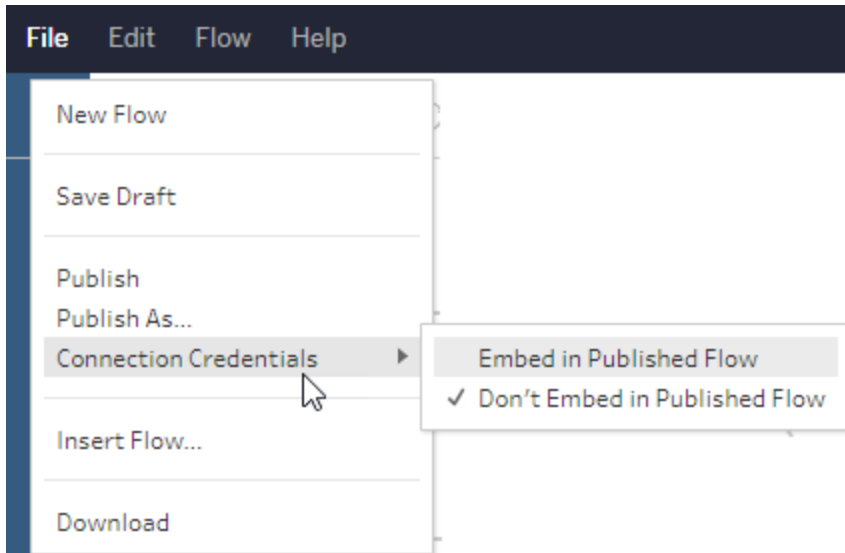 File Edit Flow Help
New Flow
Save Draft
Publish
Publish As...
Connection Credentials
Embed in Published Flow
Don't Embed in Published Flow
Insert Flow...
Download